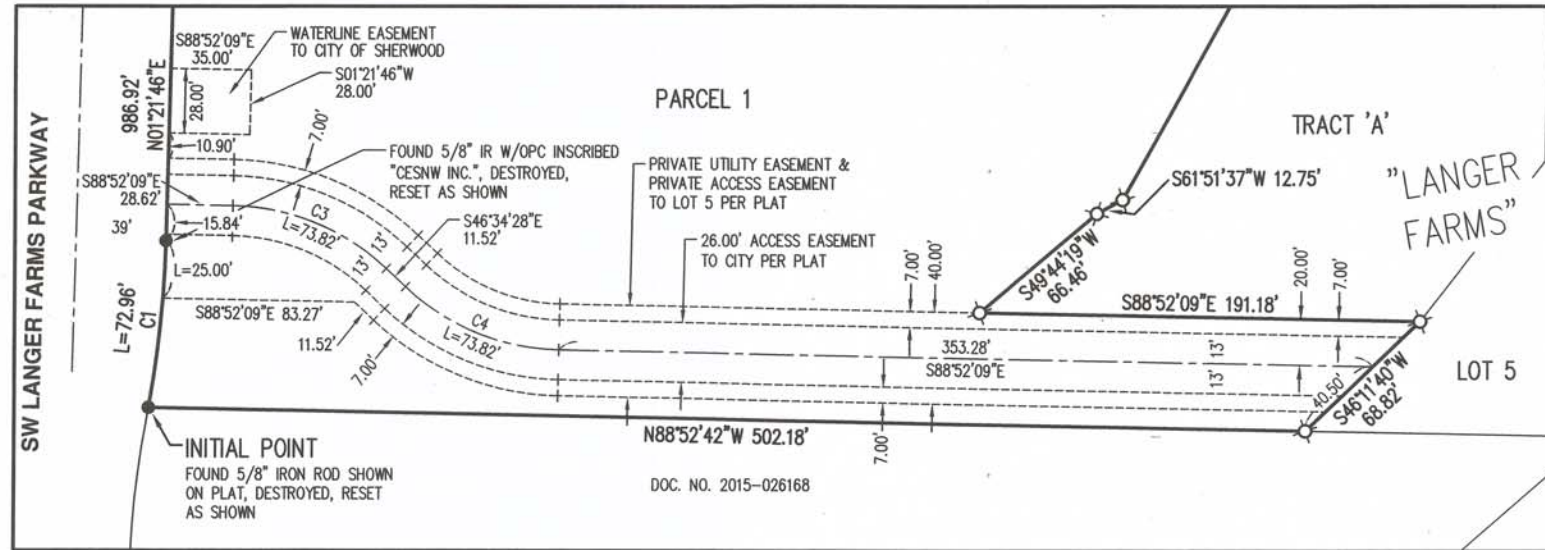 SW LANGER FARMS PARKWAY
986.92'
N01°21'46"E
S88°52'09"E
35.00'
28.00'
WATERLINE EASEMENT
TO CITY OF SHERWOOD
S01°21'46"W
28.00'
10.90'
7.00'
FOUND 5/8" IR W/OPC INSCRIBED
"CESNW INC.", DESTROYED,
RESET AS SHOWN
S88°52'09"E
28.62'
39'
15.84'
L=25.00'
L=72.96'
C1
C3
L=73.82'
13'
13'
S46°34'28"E
11.52'
S88°52'09"E 83.27'
11.52'
7.00'
C4
L=73.82'
PARCEL 1
PRIVATE UTILITY EASEMENT &
PRIVATE ACCESS EASEMENT
TO LOT 5 PER PLAT
26.00' ACCESS EASEMENT
TO CITY PER PLAT
7.00'
40.00'
TRACT 'A'
S61°51'37"W 12.75'
"LANGER
FARMS"
S49°44'19"W
66.46'
S88°52'09"E 191.18'
20.00'
7.00'
353.28'
S88°52'09"E
13'
13'
40.50'
S46°11'40"W
68.82'
LOT 5
N88°52'42"W 502.18'
7.00'
INITIAL POINT
FOUND 5/8" IRON ROD SHOWN
ON PLAT, DESTROYED, RESET
AS SHOWN
DOC. NO. 2015-026168